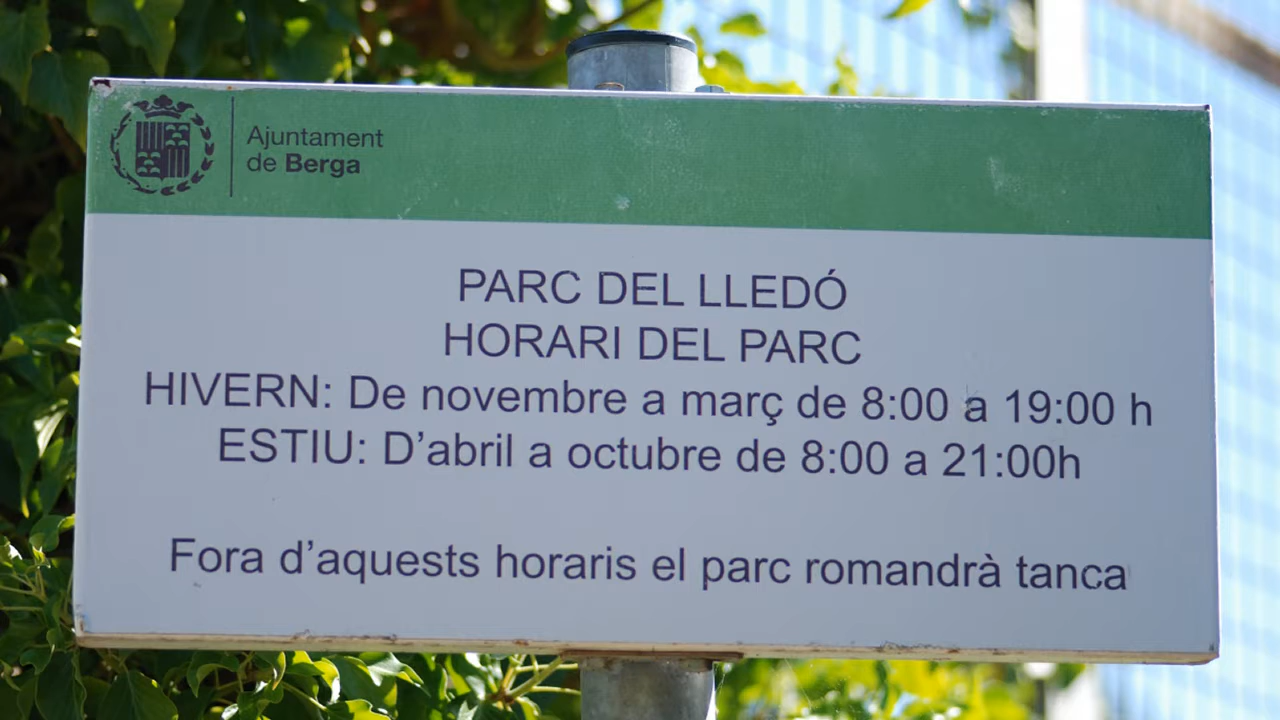 Ajuntament
de Berga
PARC DEL LLEDÓ
HORARI DEL PARC
HIVERN: De novembre a març de 8:00 a 19:00 h
ESTIU: D’abril a octubre de 8:00 a 21:00h
Fora d’aquests horaris el parc romandrà tanca